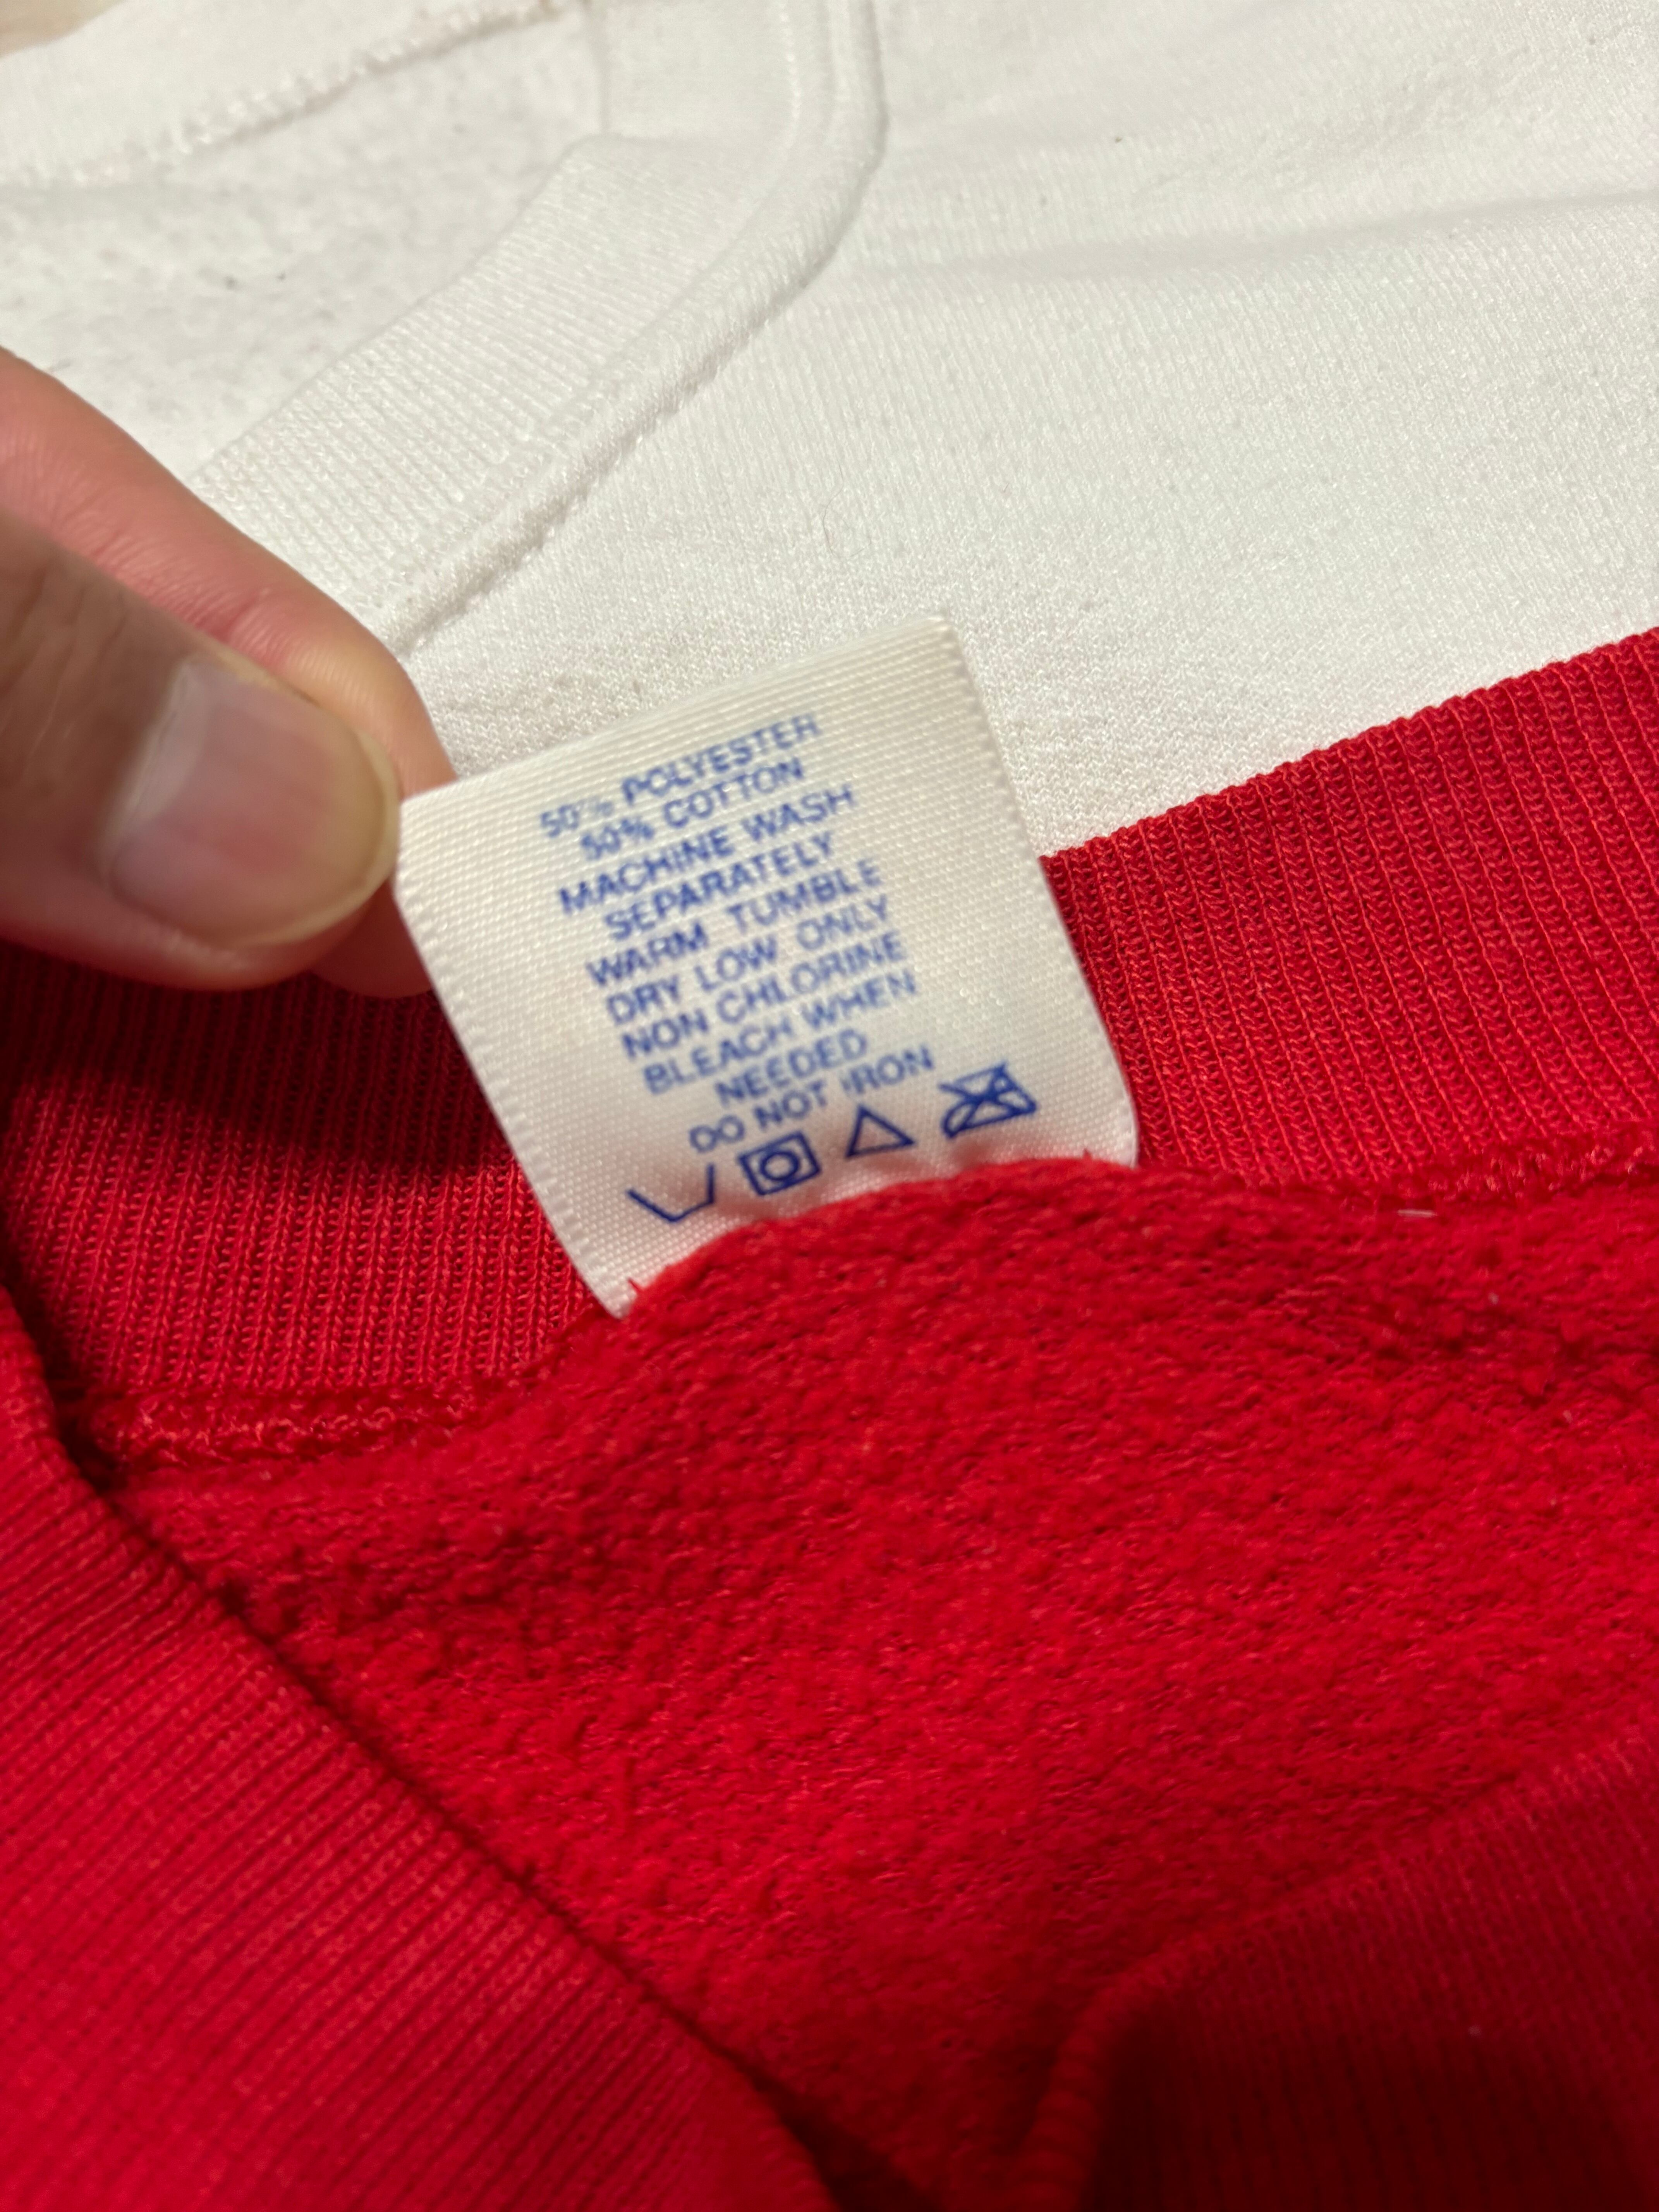 50% POLYESTER
50% COTTON
MACHINE WASH
SEPARATELY
WARM TUMBLE
DRY LOW ONLY
NON CHLORINE
BLEACH WHEN
NEEDED
DO NOT IRON